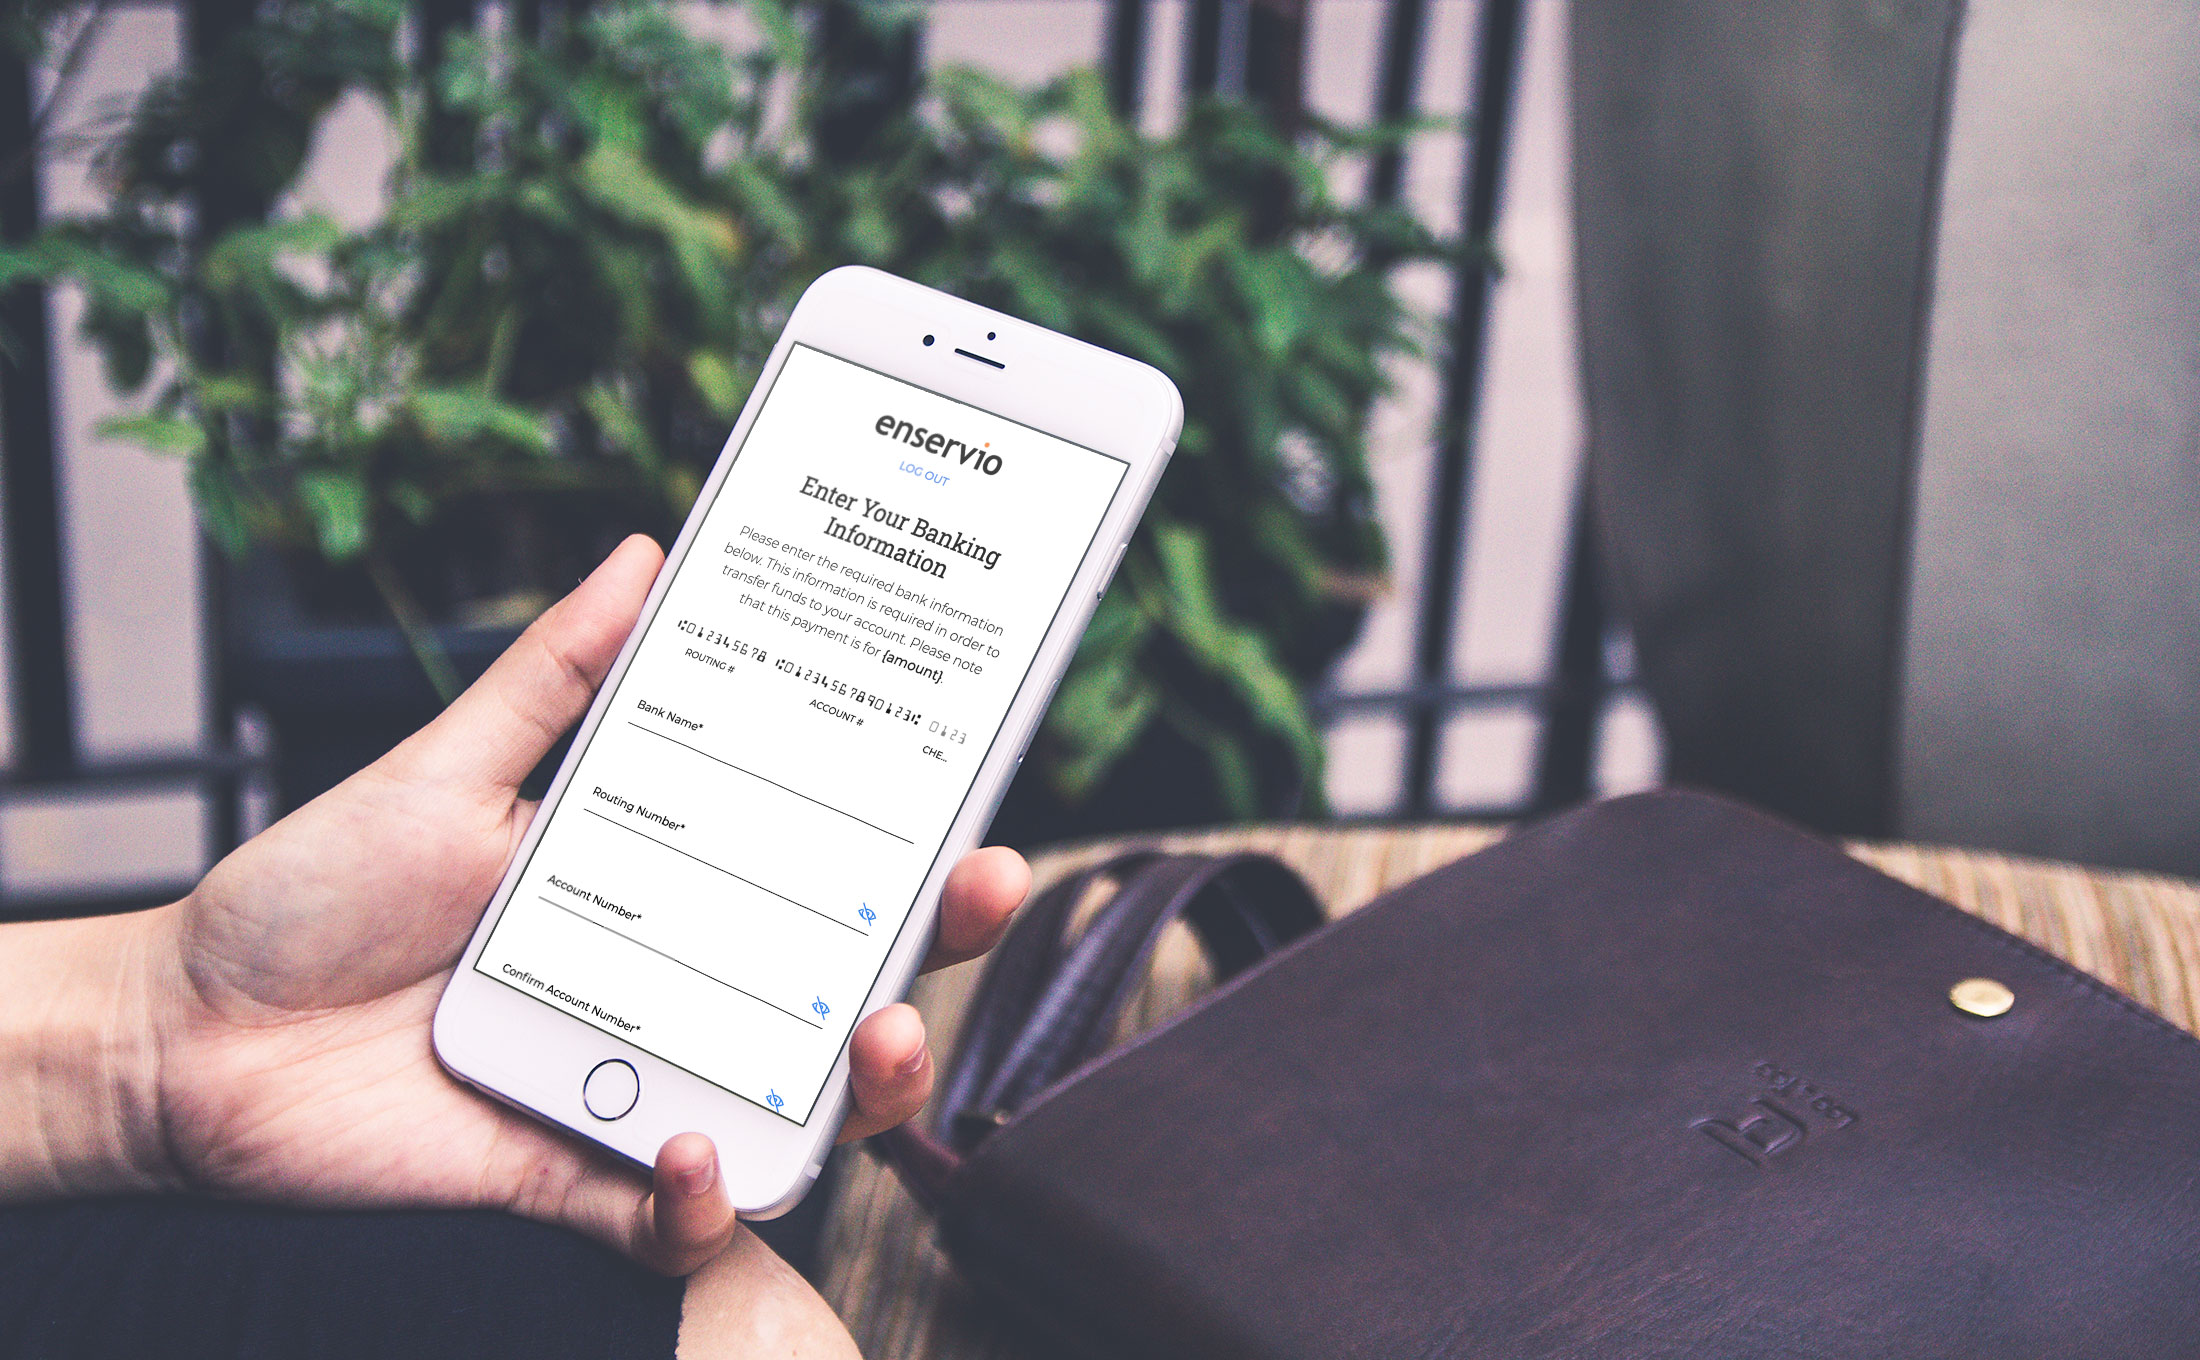 enservio
LOG OUT
Enter Your Banking
Information
Please enter the required bank information
below. This information is required in order to
transfer funds to your account. Please note
that this payment is for {amount}.
⑆012345678 ⑆01234567890123⑆ 0123
ROUTING #
ACCOUNT #
CHE...
Bank Name*
Routing Number*
Account Number*
Confirm Account Number*